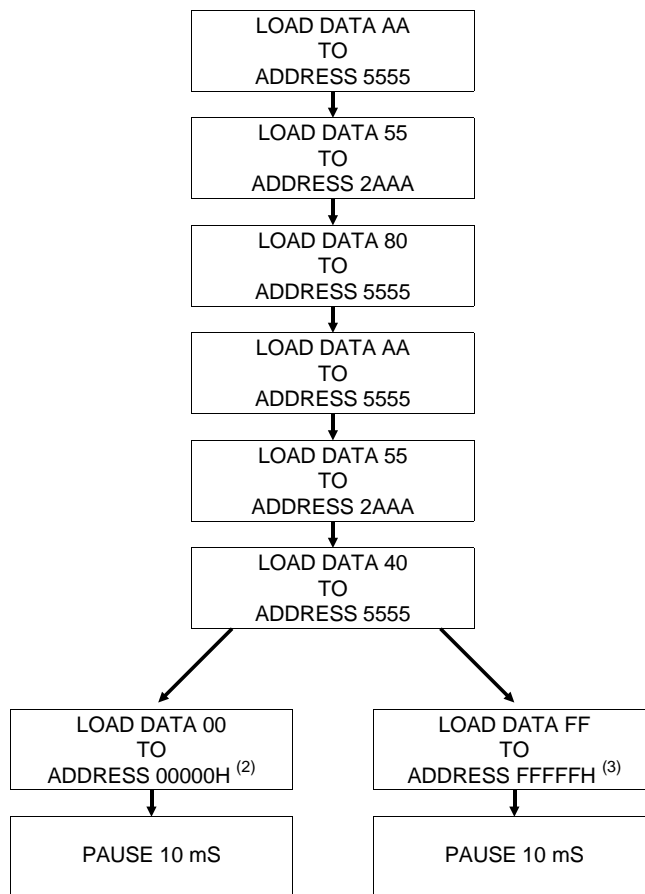 LOAD DATA AA
TO
ADDRESS 5555
LOAD DATA 55
TO
ADDRESS 2AAA
LOAD DATA 80
TO
ADDRESS 5555
LOAD DATA AA
TO
ADDRESS 5555
LOAD DATA 55
TO
ADDRESS 2AAA
LOAD DATA 40
TO
ADDRESS 5555
LOAD DATA 00
TO
ADDRESS 00000H (2)
PAUSE 10 mS
LOAD DATA FF
TO
ADDRESS FFFFFH (3)
PAUSE 10 mS